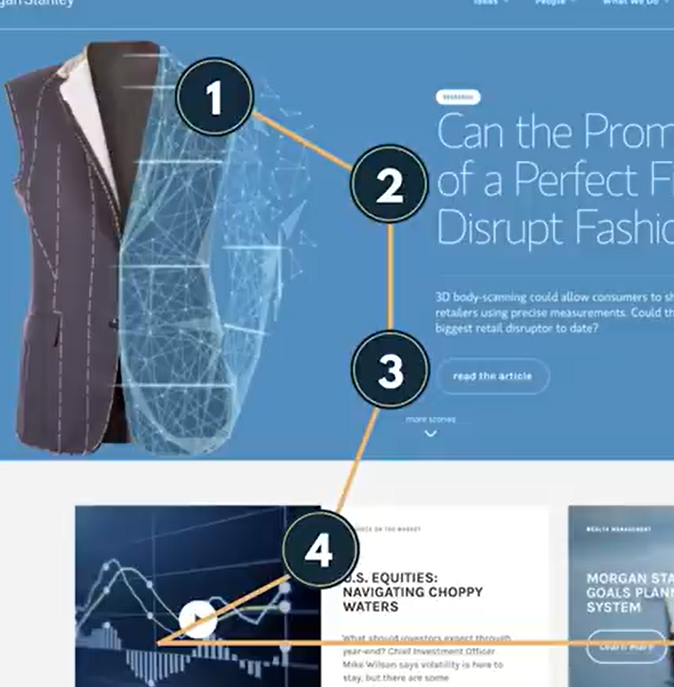 Ideas People What We Do
1
2
3
4
Can the Prom
of a Perfect F
Disrupt Fashio
3D body-scanning could allow consumers to sh
retailers using precise measurements. Could th
biggest retail disruptor to date?
read the article
more stories
ON THE MARKET
U.S. EQUITIES:
NAVIGATING CHOPPY
WATERS
What should investors expect through
year-end? Chief Investment Officer
Mike Wilson says volatility is here to
stay, but there are some
WEALTH MANAGEMENT
MORGAN STA
GOALS PLANN
SYSTEM
Learn more